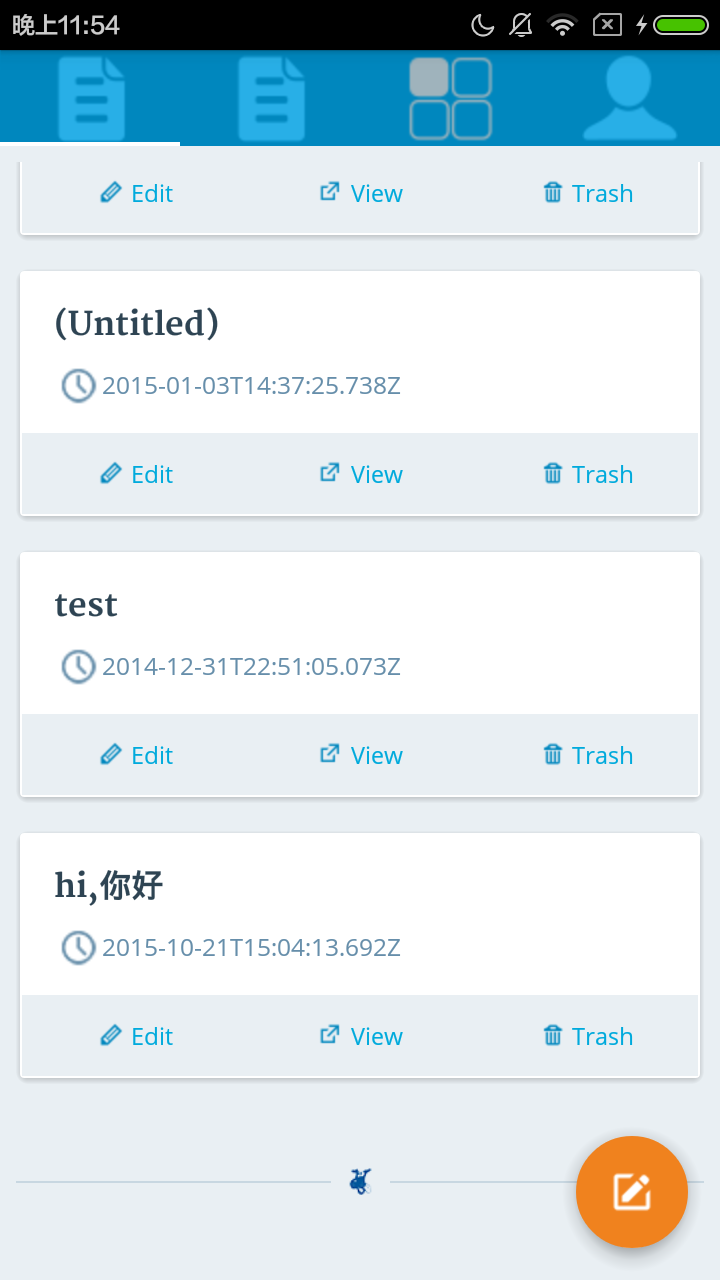 晚上11:54
Edit View Trash
(Untitled)
2015-01-03T14:37:25.738Z
Edit View Trash
test
2014-12-31T22:51:05.073Z
Edit View Trash
hi,你好
2015-10-21T15:04:13.692Z
Edit View Trash